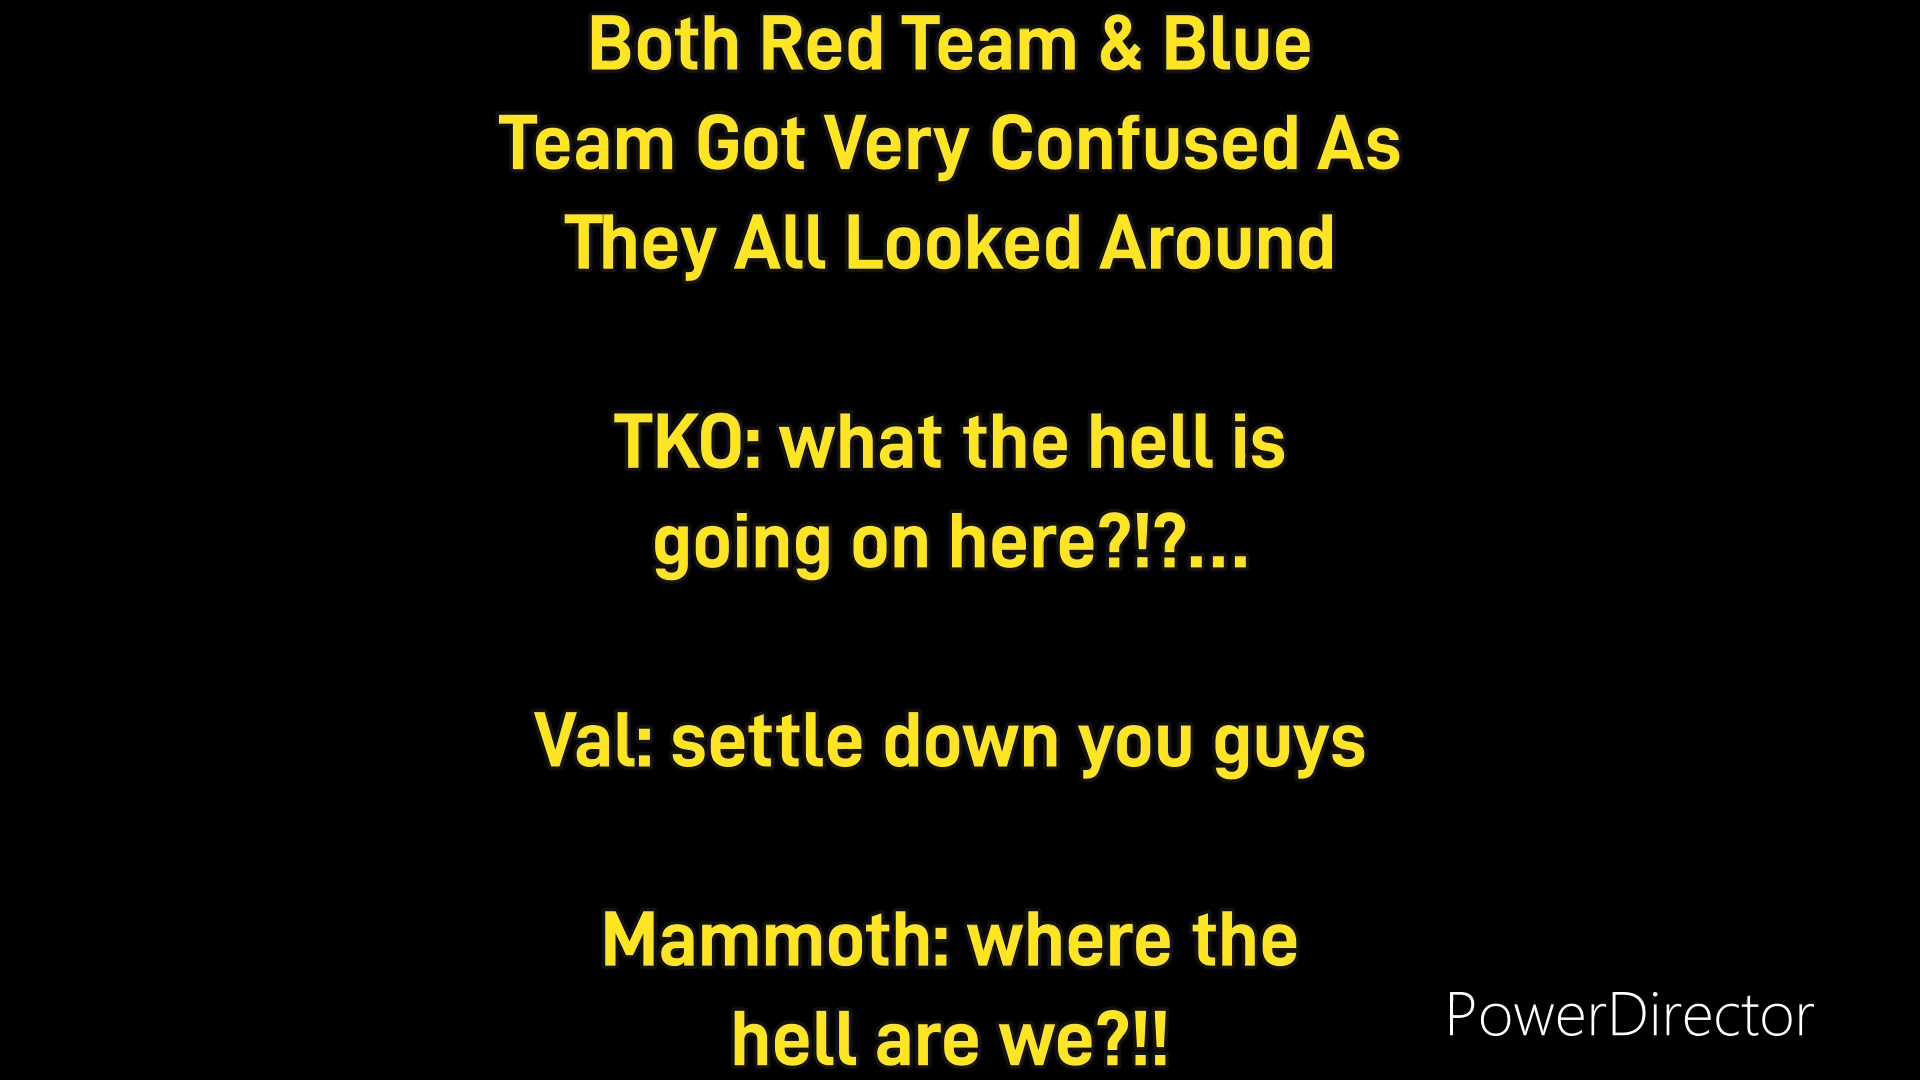 Both Red Team & Blue
Team Got Very Confused As
They All Looked Around
TKO: what the hell is
going on here?!?...
Val: settle down you guys
Mammoth: where the
hell are we?!!
PowerDirector